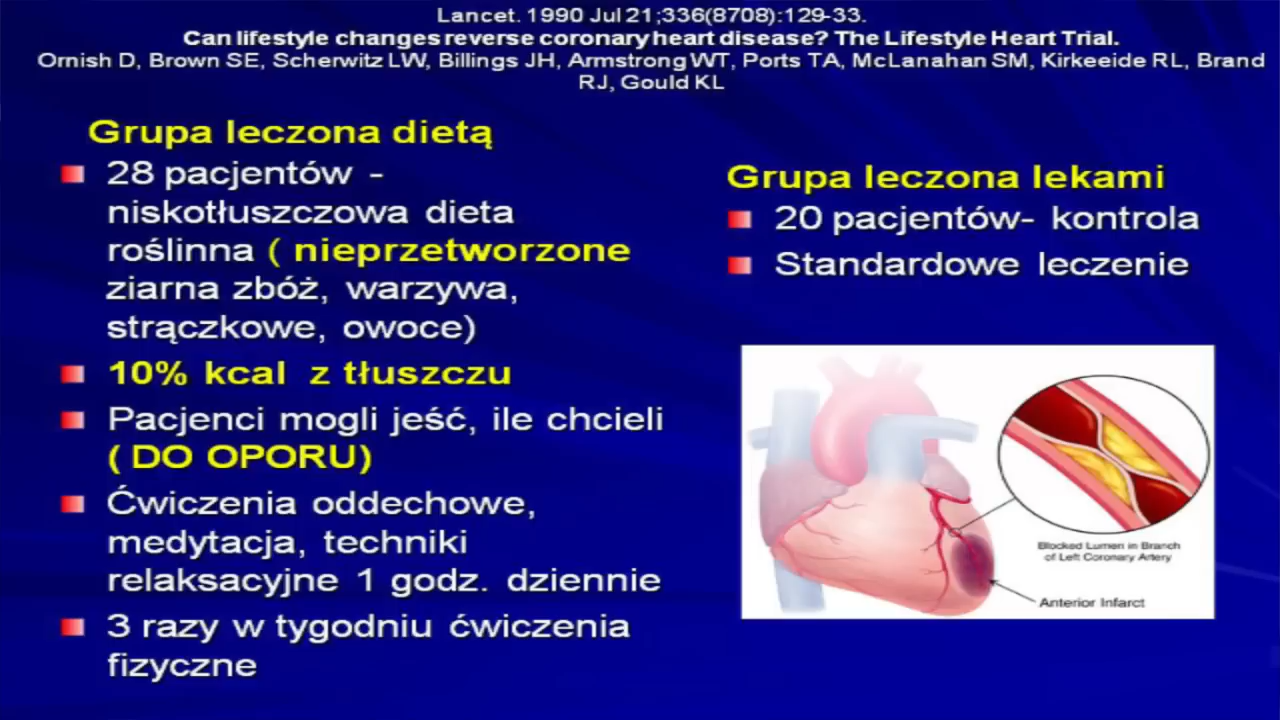 Lancet. 1990 Jul 21;336(8708):129-33.
Can lifestyle changes reverse coronary heart disease? The Lifestyle Heart Trial.
Ornish D, Brown SE, Scherwitz LW, Billings JH, Armstrong WT, Ports TA, McLanahan SM, Kirkeeide RL, Brand
RJ, Gould KL
Grupa leczona dietą
28 pacjentów -
niskotłuszczowa dieta
roślinna ( nieprzetworzone
ziarna zbóż, warzywa,
strączkowe, owoce)
10% kcal z tłuszczu
Pacjenci mogli jeść, ile chcieli
( DO OPORU)
Ćwiczenia oddechowe,
medytacja, techniki
relaksacyjne 1 godz. dziennie
3 razy w tygodniu ćwiczenia
fizyczne
Grupa leczona lekami
20 pacjentów- kontrola
Standardowe leczenie
Blocked Lumen in Branch
of Left Coronary Artery
Anterior Infarct